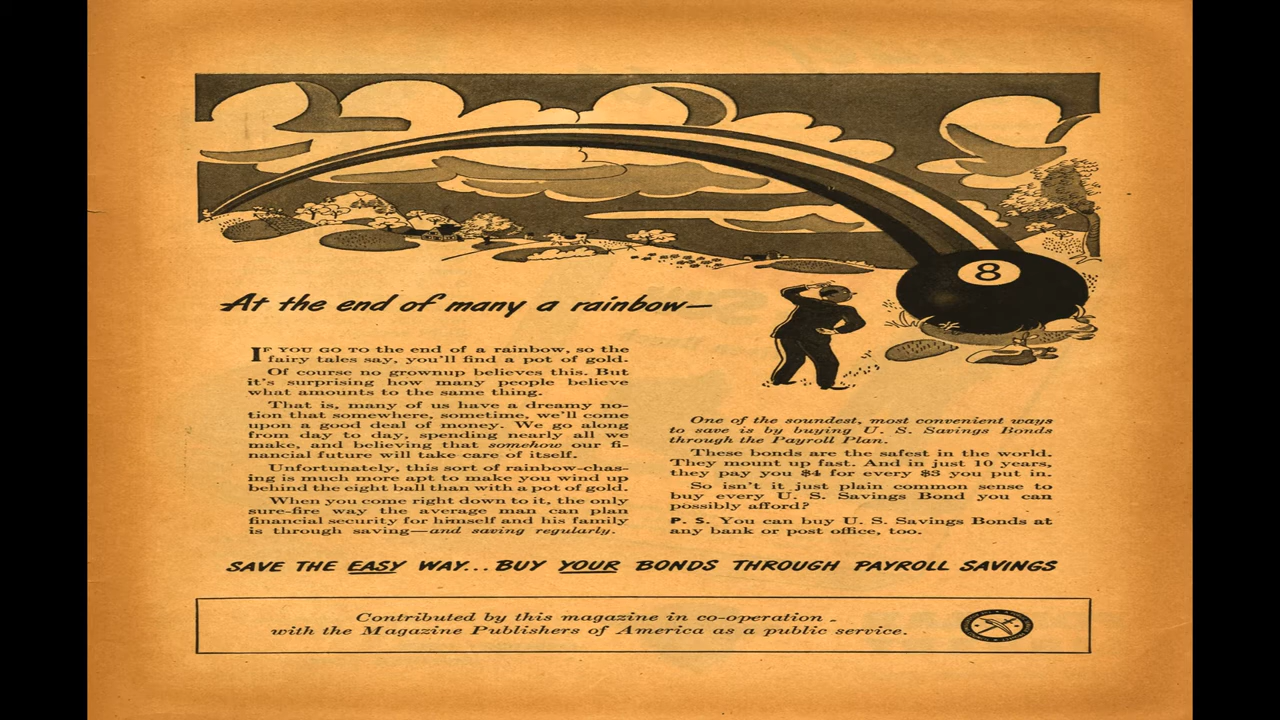 8
At the end of many a rainbow—
IF YOU GO TO the end of a rainbow, so the
fairy tales say, you'll find a pot of gold.
Of course no grownup believes this. But
it's surprising how many people believe
what amounts to the same thing.
That is, many of us have a dreamy no-
tion that somewhere, sometime, we'll come
upon a good deal of money. We go along
from day to day, spending nearly all we
make, and believing that somehow our fi-
nancial future will take care of itself.
Unfortunately, this sort of rainbow-chas-
ing is much more apt to make you wind up
behind the eight ball than with a pot of gold.
When you come right down to it, the only
sure-fire way the average man can plan
financial security for himself and his family
is through saving—and saving regularly.
One of the soundest, most convenient ways
to save is by buying U. S. Savings Bonds
through the Payroll Plan.
These bonds are the safest in the world.
They mount up fast. And in just 10 years,
they pay you $4 for every $3 you put in.
So isn't it just plain common sense to
buy every U. S. Savings Bond you can
possibly afford?
P. S. You can buy U. S. Savings Bonds at
any bank or post office, too.
SAVE THE EASY WAY...BUY YOUR BONDS THROUGH PAYROLL SAVINGS
Contributed by this magazine in co-operation
with the Magazine Publishers of America as a public service.